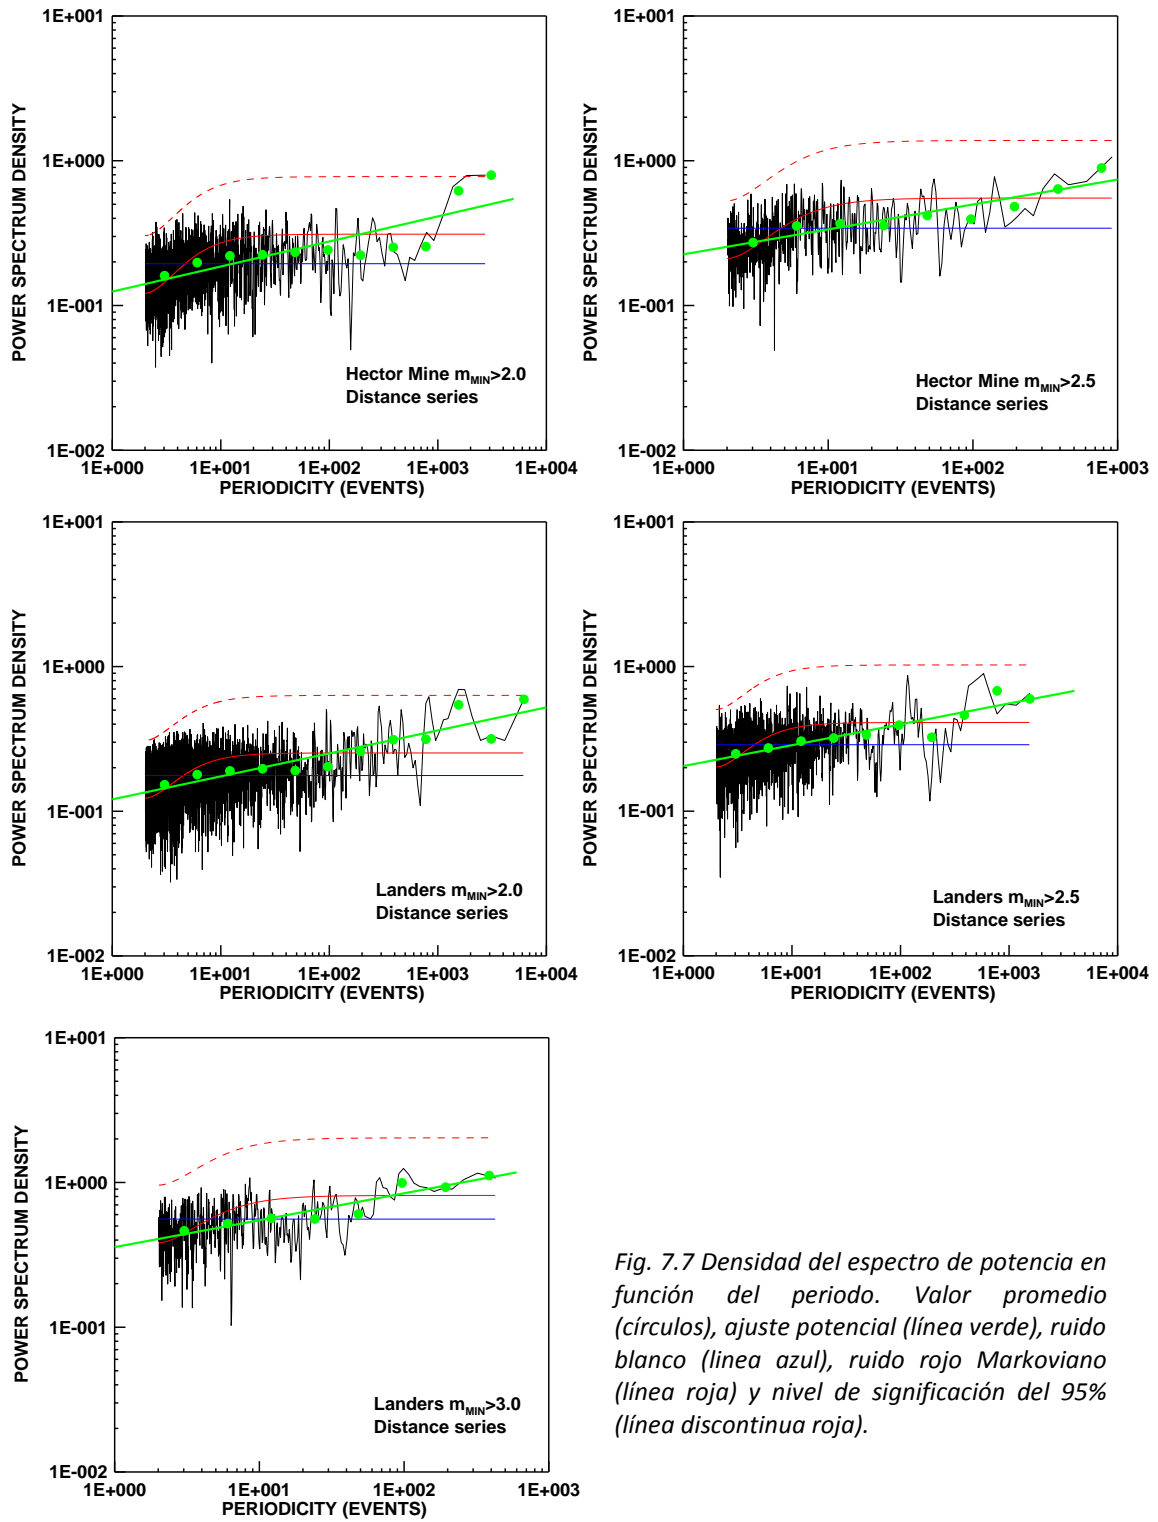 1E+001
1E+000
1E-001
1E-002
POWER SPECTRUM DENSITY
Hector Mine mMIN>2.0
Distance series
1E+000 1E+001 1E+002 1E+003 1E+004
PERIODICITY (EVENTS)
1E+001
1E+000
1E-001
1E-002
POWER SPECTRUM DENSITY
Hector Mine mMIN>2.5
Distance series
1E+000 1E+001 1E+002 1E+003
PERIODICITY (EVENTS)
1E+001
1E+000
1E-001
1E-002
POWER SPECTRUM DENSITY
Landers mMIN>2.0
Distance series
1E+000 1E+001 1E+002 1E+003 1E+004
PERIODICITY (EVENTS)
1E+001
1E+000
1E-001
1E-002
POWER SPECTRUM DENSITY
Landers mMIN>2.5
Distance series
1E+000 1E+001 1E+002 1E+003 1E+004
PERIODICITY (EVENTS)
1E+001
1E+000
1E-001
1E-002
POWER SPECTRUM DENSITY
Landers mMIN>3.0
Distance series
1E+000 1E+001 1E+002 1E+003
PERIODICITY (EVENTS)
Fig. 7.7 Densidad del espectro de potencia en
función del periodo. Valor promedio
(círculos), ajuste potencial (línea verde), ruido
blanco (linea azul), ruido rojo Markoviano
(línea roja) y nivel de significación del 95%
(línea discontinua roja).